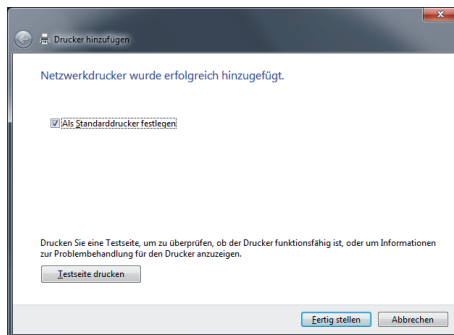 Drucker hinzufügen
Netzwerkdrucker wurde erfolgreich hinzugefügt.
Als Standarddrucker festlegen
Drucken Sie eine Testseite, um zu überprüfen, ob der Drucker funktionsfähig ist, oder um Informationen
zur Problembehandlung für den Drucker anzuzeigen.
Testseite drucken
Fertig stellen Abbrechen